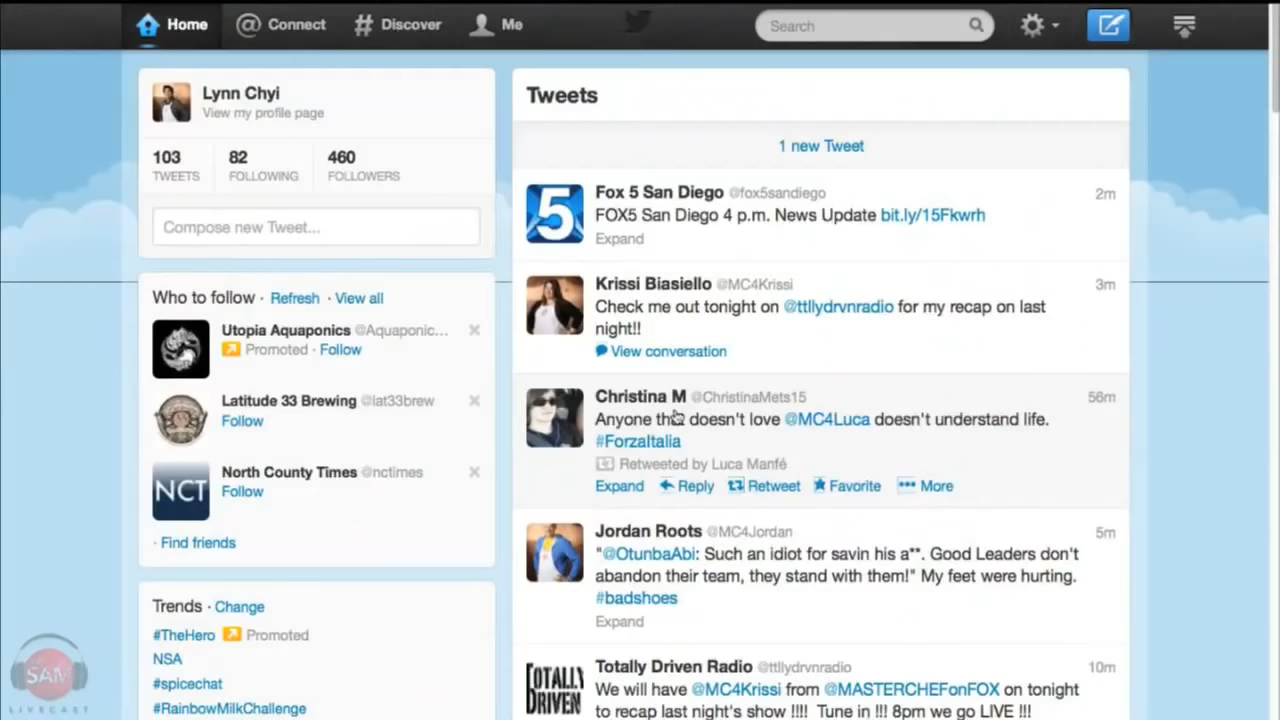 Home
Connect
Discover
Me
Search
Lynn Chyi
View my profile page
103
TWEETS
82
FOLLOWING
460
FOLLOWERS
Compose new Tweet...
Who to follow · Refresh · View all
Utopia Aquaponics @Aquaponic...
Promoted · Follow
Latitude 33 Brewing @lat33brew
Follow
NCT
North County Times @nctimes
Follow
· Find friends
Trends · Change
#TheHero Promoted
NSA
#spicechat
#RainbowMilkChallenge
Tweets
1 new Tweet
5
Fox 5 San Diego @fox5sandiego 2m
FOX5 San Diego 4 p.m. News Update bit.ly/15Fkwrh
Expand
Krissi Biasiello @MC4Krissi 3m
Check me out tonight on @ttllydrvnradio for my recap on last
night!!
View conversation
Christina M @ChristinaMets15 56m
Anyone th doesn't love @MC4Luca doesn't understand life.
#ForzaItalia
Retweeted by Luca Manfé
Expand Reply Retweet Favorite More
Jordan Roots @MC4Jordan 5m
"@OtunbaAbi: Such an idiot for savin his a**. Good Leaders don't
abandon their team, they stand with them!" My feet were hurting.
#badshoes
Expand
TOTALLY
DRIVEN
Totally Driven Radio @ttllydrvnradio 10m
We will have @MC4Krissi from @MASTERCHEFonFOX on tonight
to recap last night's show !!!! Tune in !!! 8pm we go LIVE !!!
SAM
LIVECAST